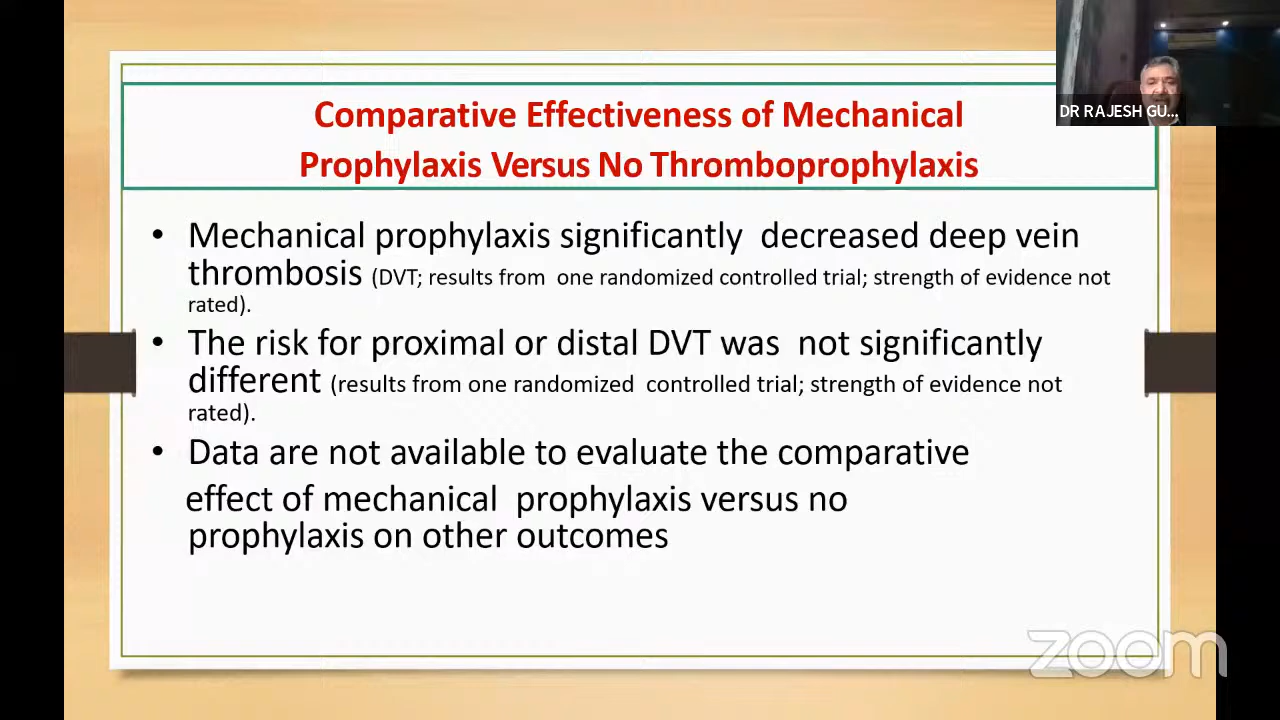 Comparative Effectiveness of Mechanical
Prophylaxis Versus No Thromboprophylaxis
DR RAJESH GU...
• Mechanical prophylaxis significantly decreased deep vein
thrombosis (DVT; results from one randomized controlled trial; strength of evidence not
rated).
• The risk for proximal or distal DVT was not significantly
different (results from one randomized controlled trial; strength of evidence not
rated).
• Data are not available to evaluate the comparative
effect of mechanical prophylaxis versus no
prophylaxis on other outcomes
zoom